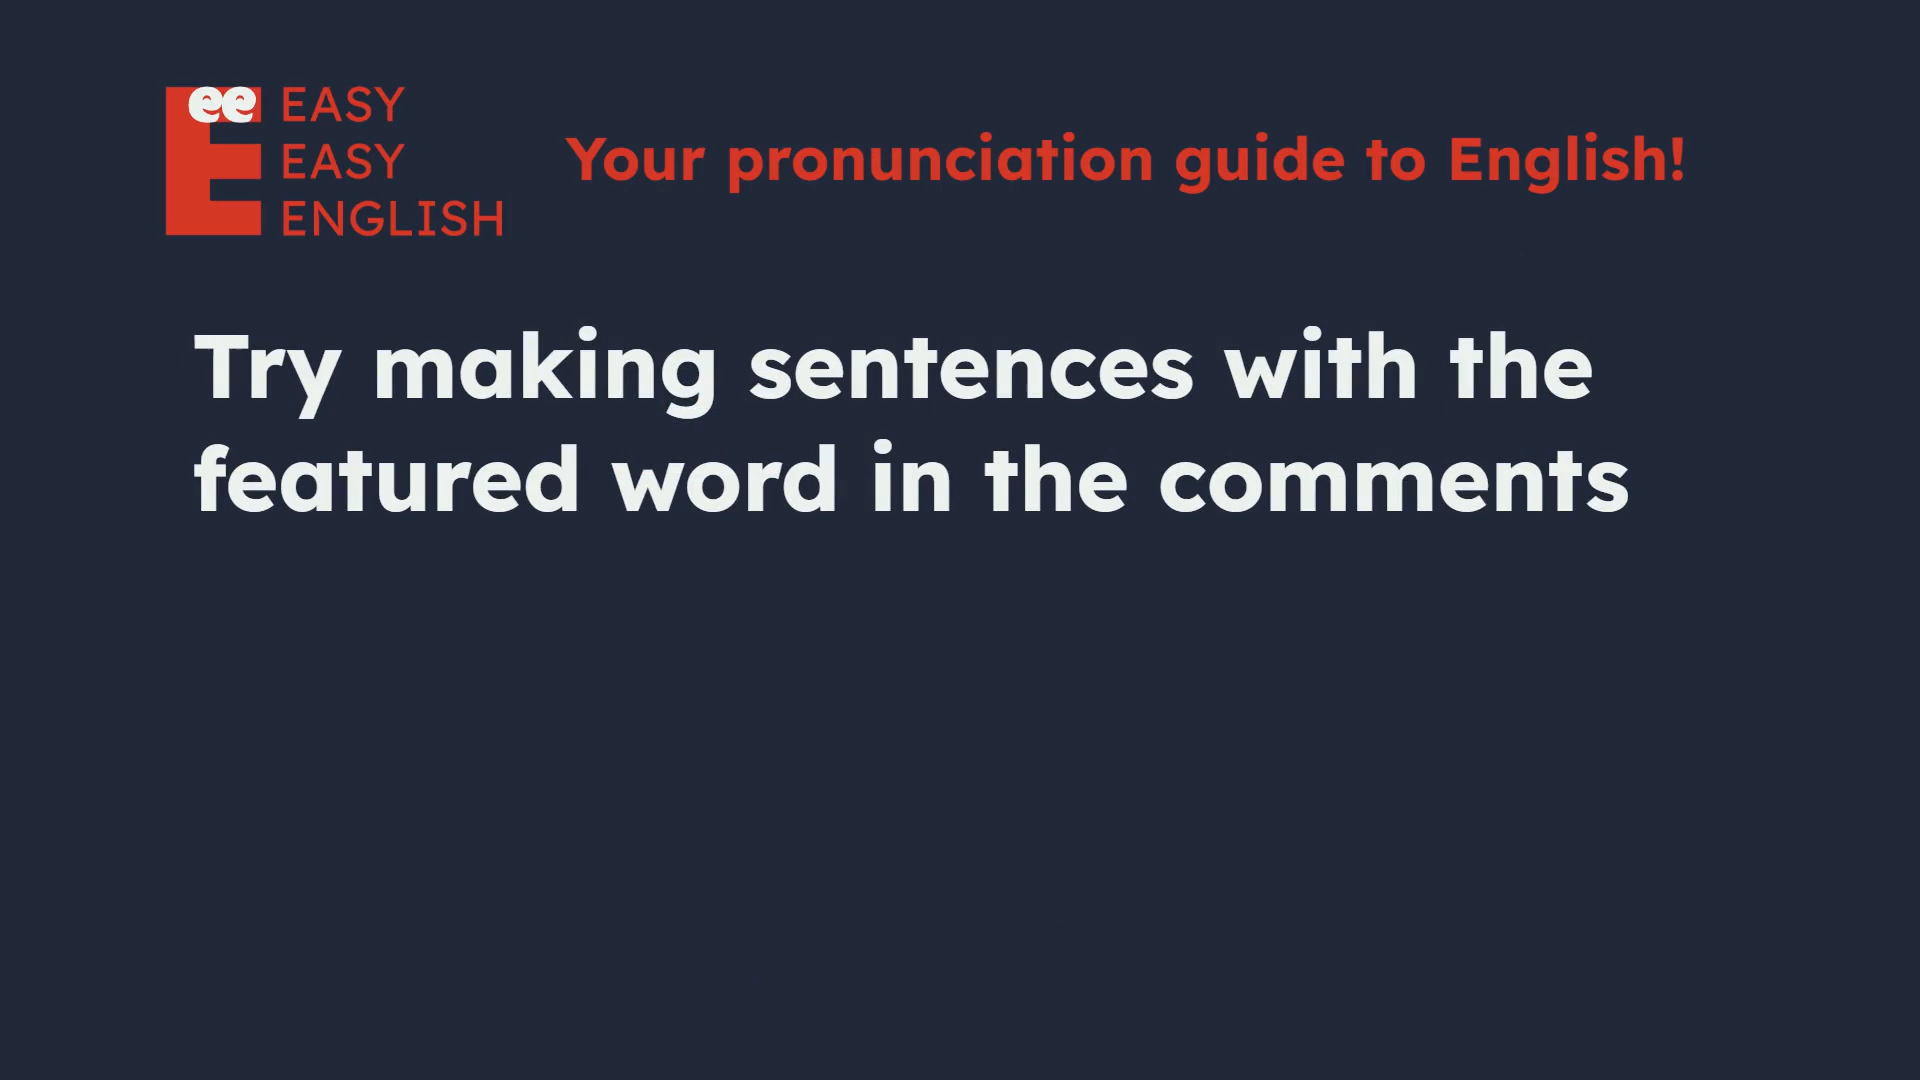 ee
EASY
EASY
ENGLISH
Your pronunciation guide to English!
Try making sentences with the
featured word in the comments